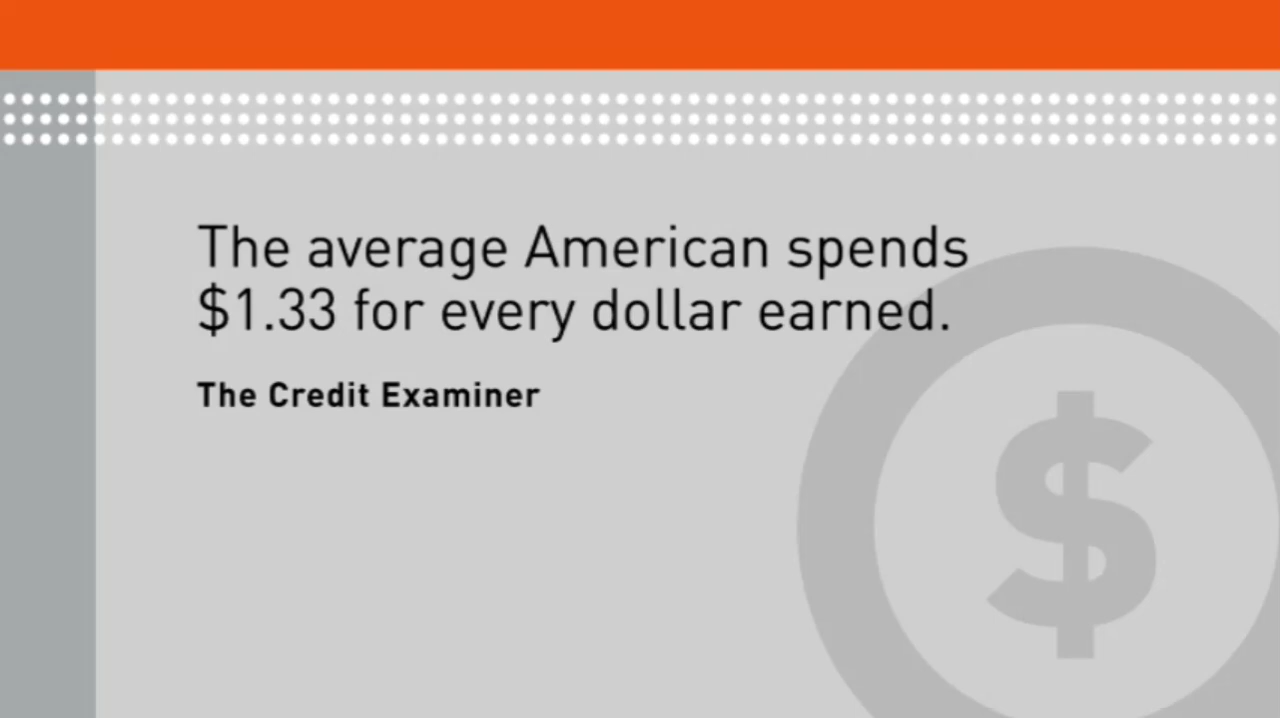 The average American spends
$1.33 for every dollar earned.
The Credit Examiner
$